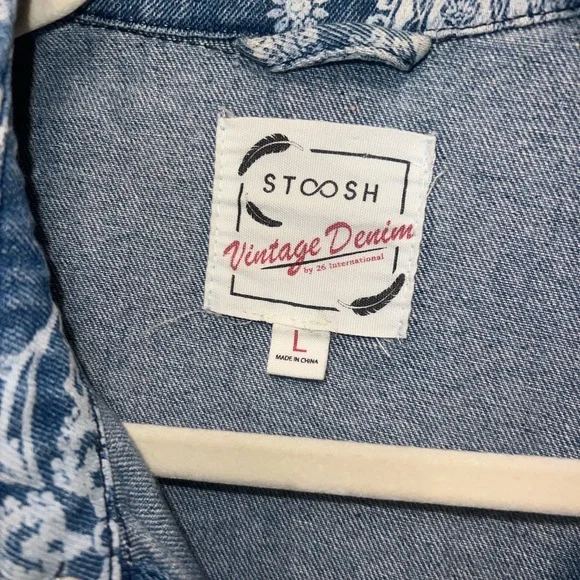 STOOSH
Vintage Denim
by 26 International
L
MADE IN CHINA